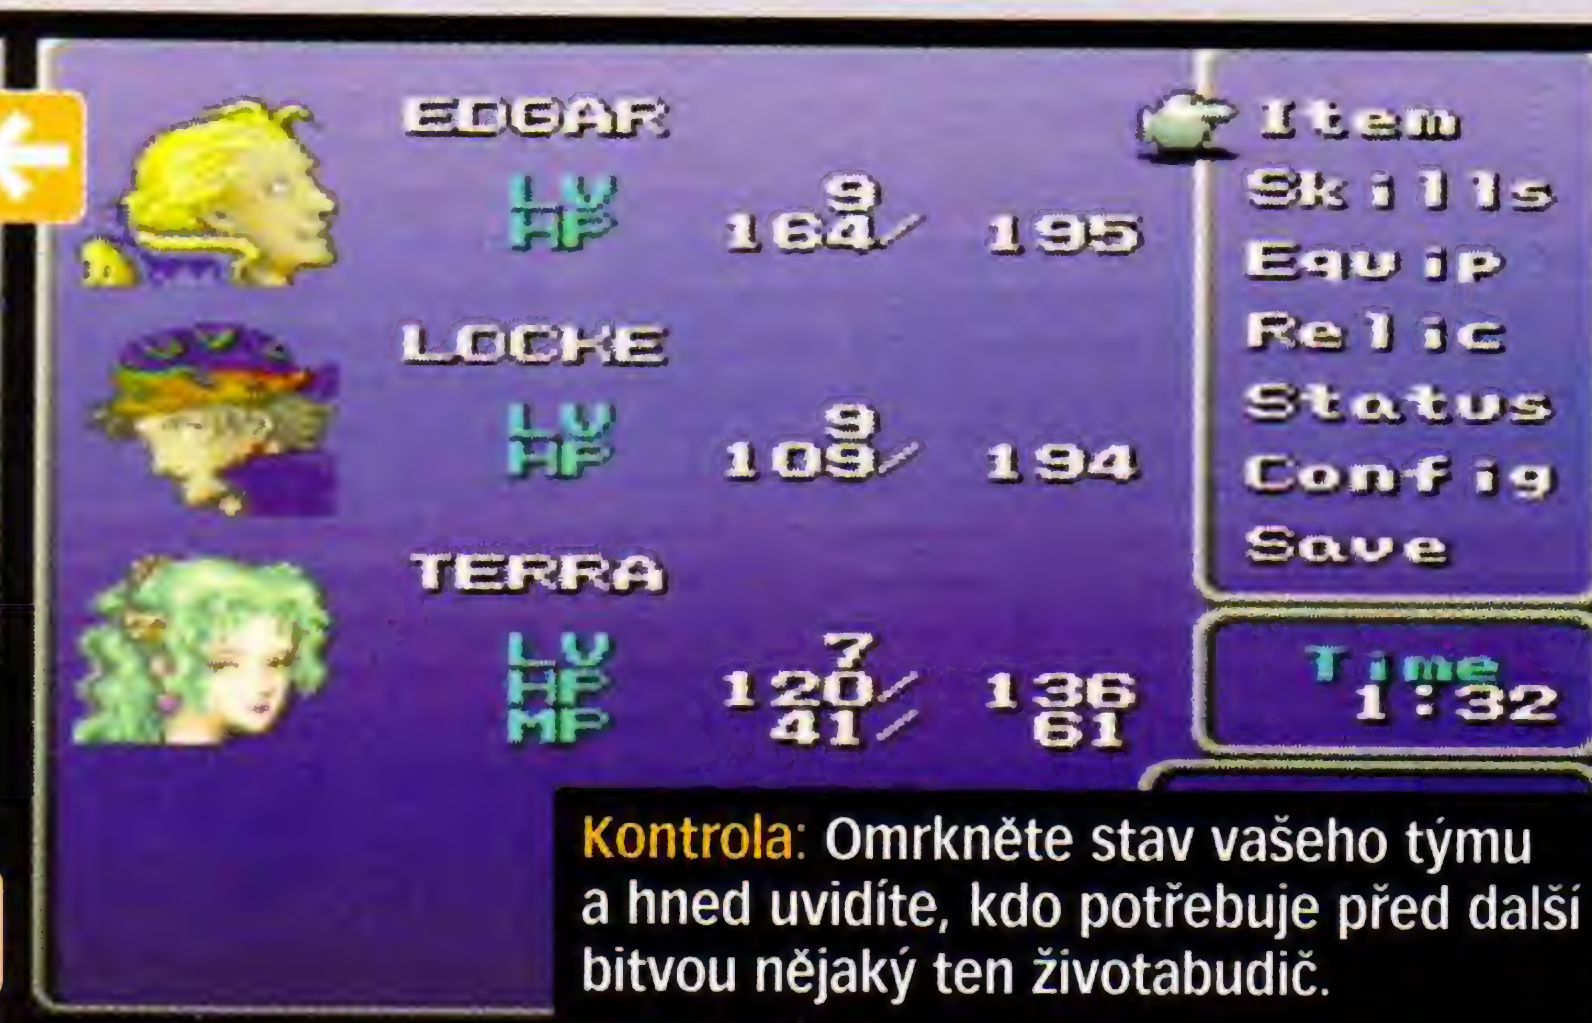 EDGAR
LV 9
HP 164/ 195
LOCKE
LV 9
HP 109/ 194
TERRA
LV 7
HP 120/ 136
MP 41/ 61
Item
Skills
Equip
Relic
Status
Config
Save
Time
1:32
Kontrola: Omrkněte stav vašeho týmu
a hned uvidíte, kdo potřebuje před další
bitvou nějaký ten životabudič.